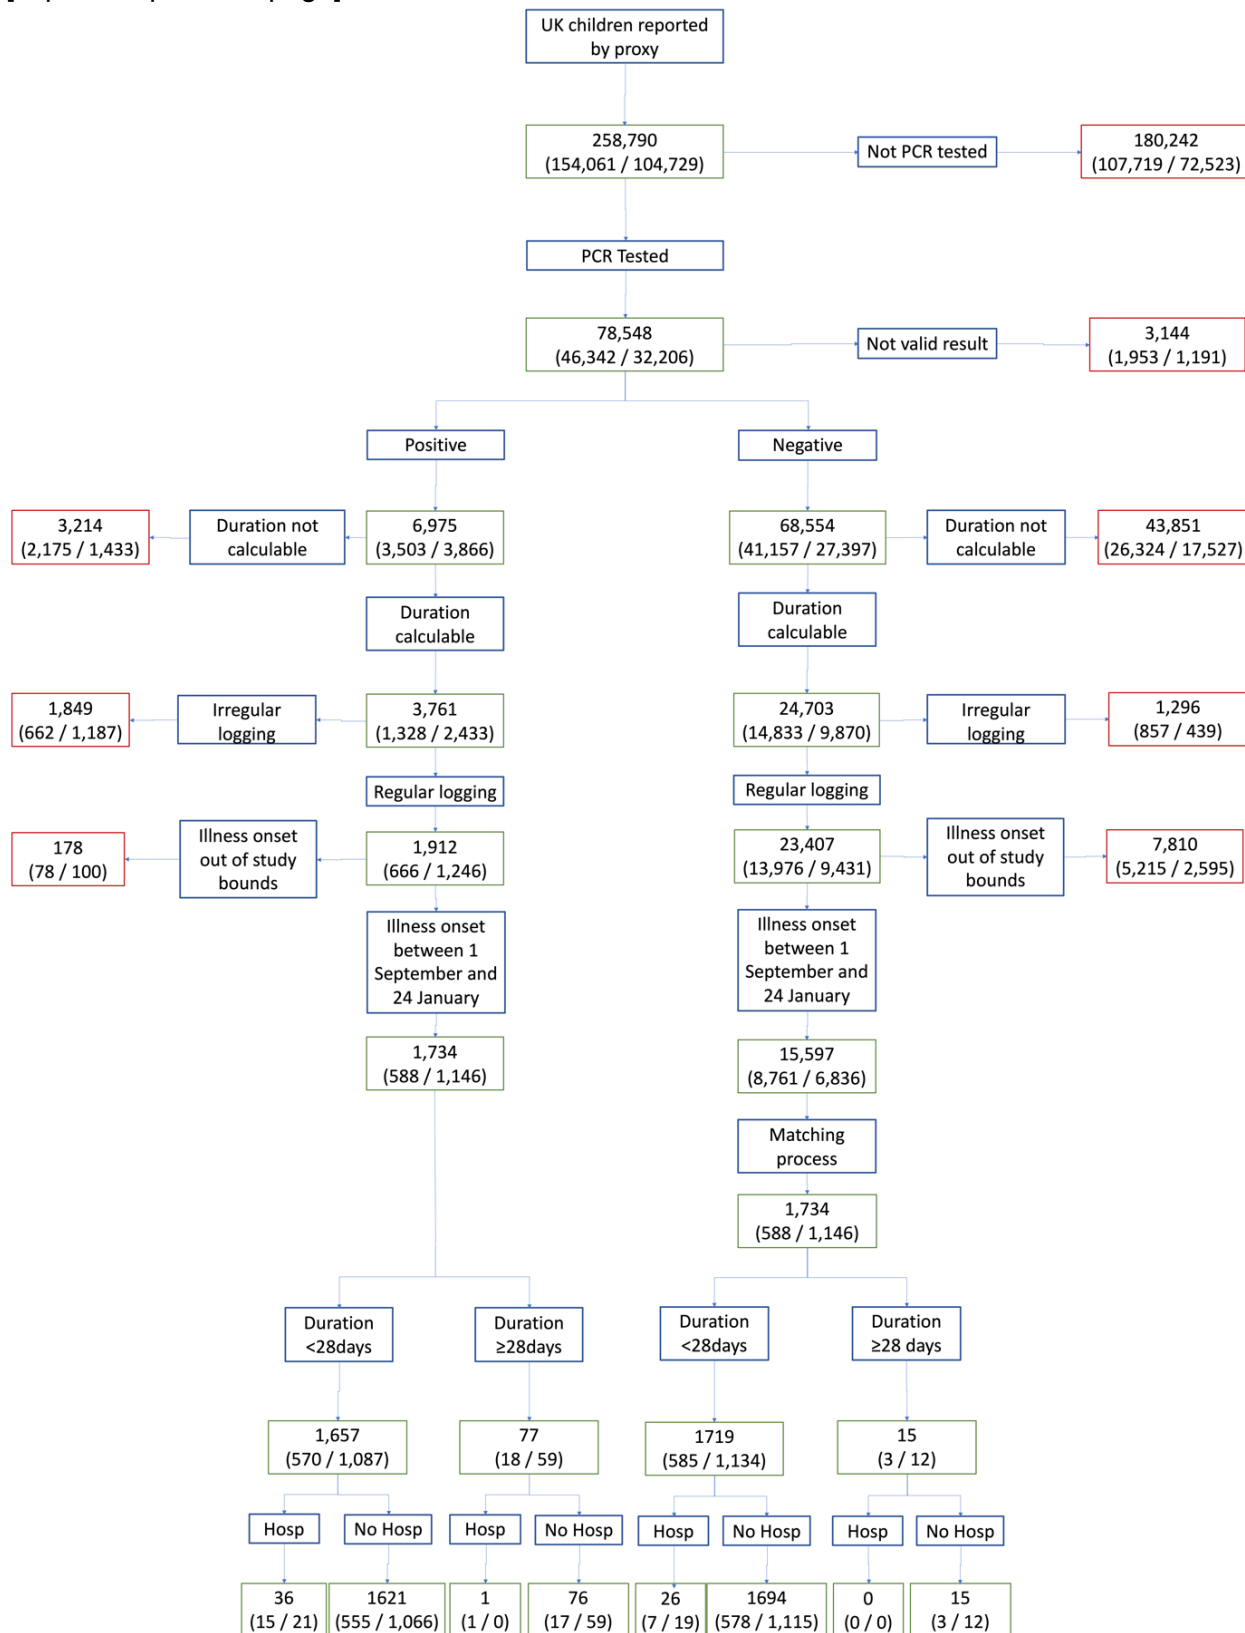 UK children reported
by proxy
258,790
(154,061 / 104,729)
Not PCR tested
180,242
(107,719 / 72,523)
PCR Tested
78,548
(46,342 / 32,206)
Not valid result
3,144
(1,953 / 1,191)
Positive
Negative
3,214
(2,175 / 1,433)
Duration not
calculable
6,975
(3,503 / 3,866)
68,554
(41,157 / 27,397)
Duration not
calculable
43,851
(26,324 / 17,527)
Duration
calculable
Duration
calculable
1,849
(662 / 1,187)
Irregular
logging
3,761
(1,328 / 2,433)
24,703
(14,833 / 9,870)
Irregular
logging
1,296
(857 / 439)
Regular logging
Regular logging
178
(78 / 100)
Illness onset
out of study
bounds
1,912
(666 / 1,246)
23,407
(13,976 / 9,431)
Illness onset
out of study
bounds
7,810
(5,215 / 2,595)
Illness onset
between 1
September and
24 January
Illness onset
between 1
September and
24 January
1,734
(588 / 1,146)
15,597
(8,761 / 6,836)
Matching
process
1,734
(588 / 1,146)
Duration
<28days
Duration
≥28days
Duration
<28days
Duration
≥28 days
1,657
(570 / 1,087)
77
(18 / 59)
1719
(585 / 1,134)
15
(3 / 12)
Hosp
No Hosp
Hosp
No Hosp
Hosp
No Hosp
Hosp
No Hosp
36
(15 / 21)
1621
(555 / 1,066)
1
(1 / 0)
76
(17 / 59)
26
(7 / 19)
1694
(578 / 1,115)
0
(0 / 0)
15
(3 / 12)